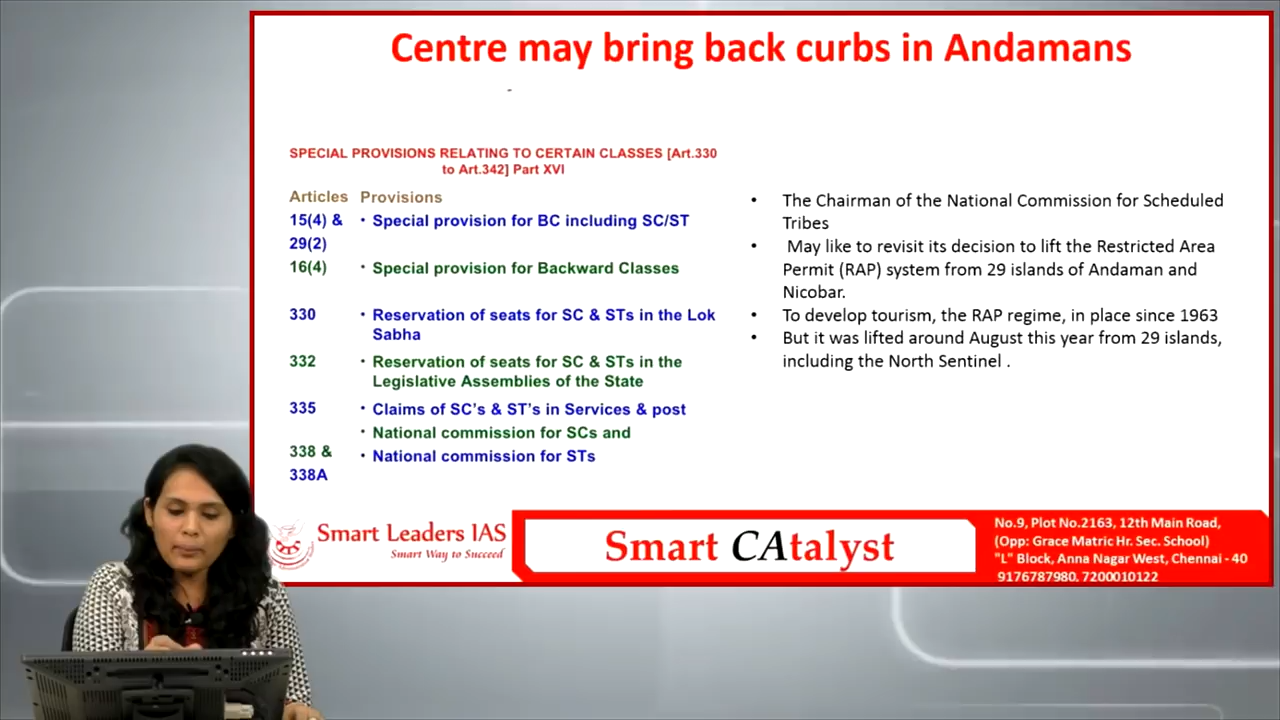 Centre may bring back curbs in Andamans
-
SPECIAL PROVISIONS RELATING TO CERTAIN CLASSES [Art.330
to Art.342] Part XVI
Articles Provisions
15(4) & • Special provision for BC including SC/ST
29(2)
16(4) • Special provision for Backward Classes
330 • Reservation of seats for SC & STs in the Lok
Sabha
332 • Reservation of seats for SC & STs in the
Legislative Assemblies of the State
335 • Claims of SC's & ST's in Services & post
• National commission for SCs and
338 &
• National commission for STs
338A
• The Chairman of the National Commission for Scheduled
Tribes
• May like to revisit its decision to lift the Restricted Area
Permit (RAP) system from 29 islands of Andaman and
Nicobar.
• To develop tourism, the RAP regime, in place since 1963
• But it was lifted around August this year from 29 islands,
including the North Sentinel .
Smart Leaders IAS
Smart Way to Succeed
Smart CAtalyst
No.9, Plot No.2163, 12th Main Road,
(Opp: Grace Matric Hr. Sec. School)
"L" Block, Anna Nagar West, Chennai - 40
9176787980, 7200010122